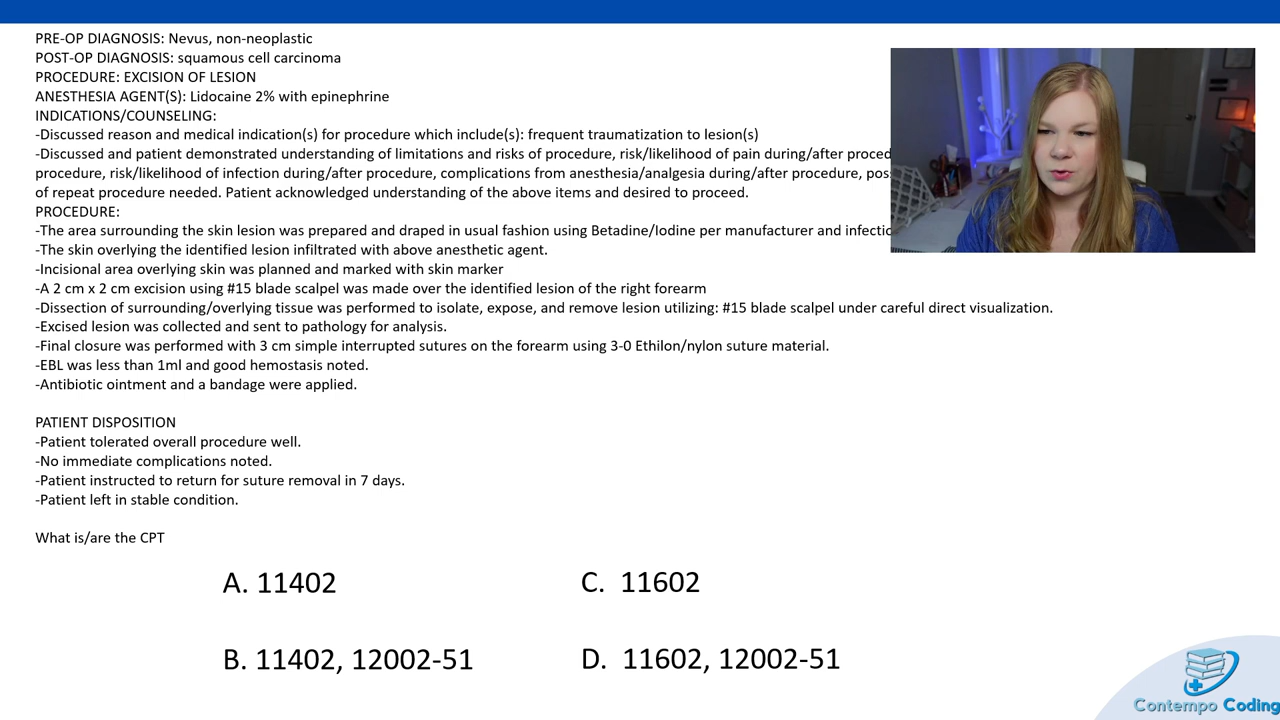 PRE-OP DIAGNOSIS: Nevus, non-neoplastic
POST-OP DIAGNOSIS: squamous cell carcinoma
PROCEDURE: EXCISION OF LESION
ANESTHESIA AGENT(S): Lidocaine 2% with epinephrine
INDICATIONS/COUNSELING:
-Discussed reason and medical indication(s) for procedure which include(s): frequent traumatization to lesion(s)
-Discussed and patient demonstrated understanding of limitations and risks of procedure, risk/likelihood of pain during/after
procedure, risk/likelihood of infection during/after procedure, complications from anesthesia/analgesia during/after procedure,
of repeat procedure needed. Patient acknowledged understanding of the above items and desired to proceed.
PROCEDURE:
-The area surrounding the skin lesion was prepared and draped in usual fashion using Betadine/Iodine per manufacturer and
-The skin overlying the identified lesion infiltrated with above anesthetic agent.
-Incisional area overlying skin was planned and marked with skin marker
-A 2 cm x 2 cm excision using #15 blade scalpel was made over the identified lesion of the right forearm
-Dissection of surrounding/overlying tissue was performed to isolate, expose, and remove lesion utilizing: #15 blade scalpel under careful direct visualization.
-Excised lesion was collected and sent to pathology for analysis.
-Final closure was performed with 3 cm simple interrupted sutures on the forearm using 3-0 Ethilon/nylon suture material.
-EBL was less than 1ml and good hemostasis noted.
-Antibiotic ointment and a bandage were applied.
PATIENT DISPOSITION
-Patient tolerated overall procedure well.
-No immediate complications noted.
-Patient instructed to return for suture removal in 7 days.
-Patient left in stable condition.
What is/are the CPT
A. 11402
C. 11602
B. 11402, 12002-51
D. 11602, 12002-51
Contempo Coding